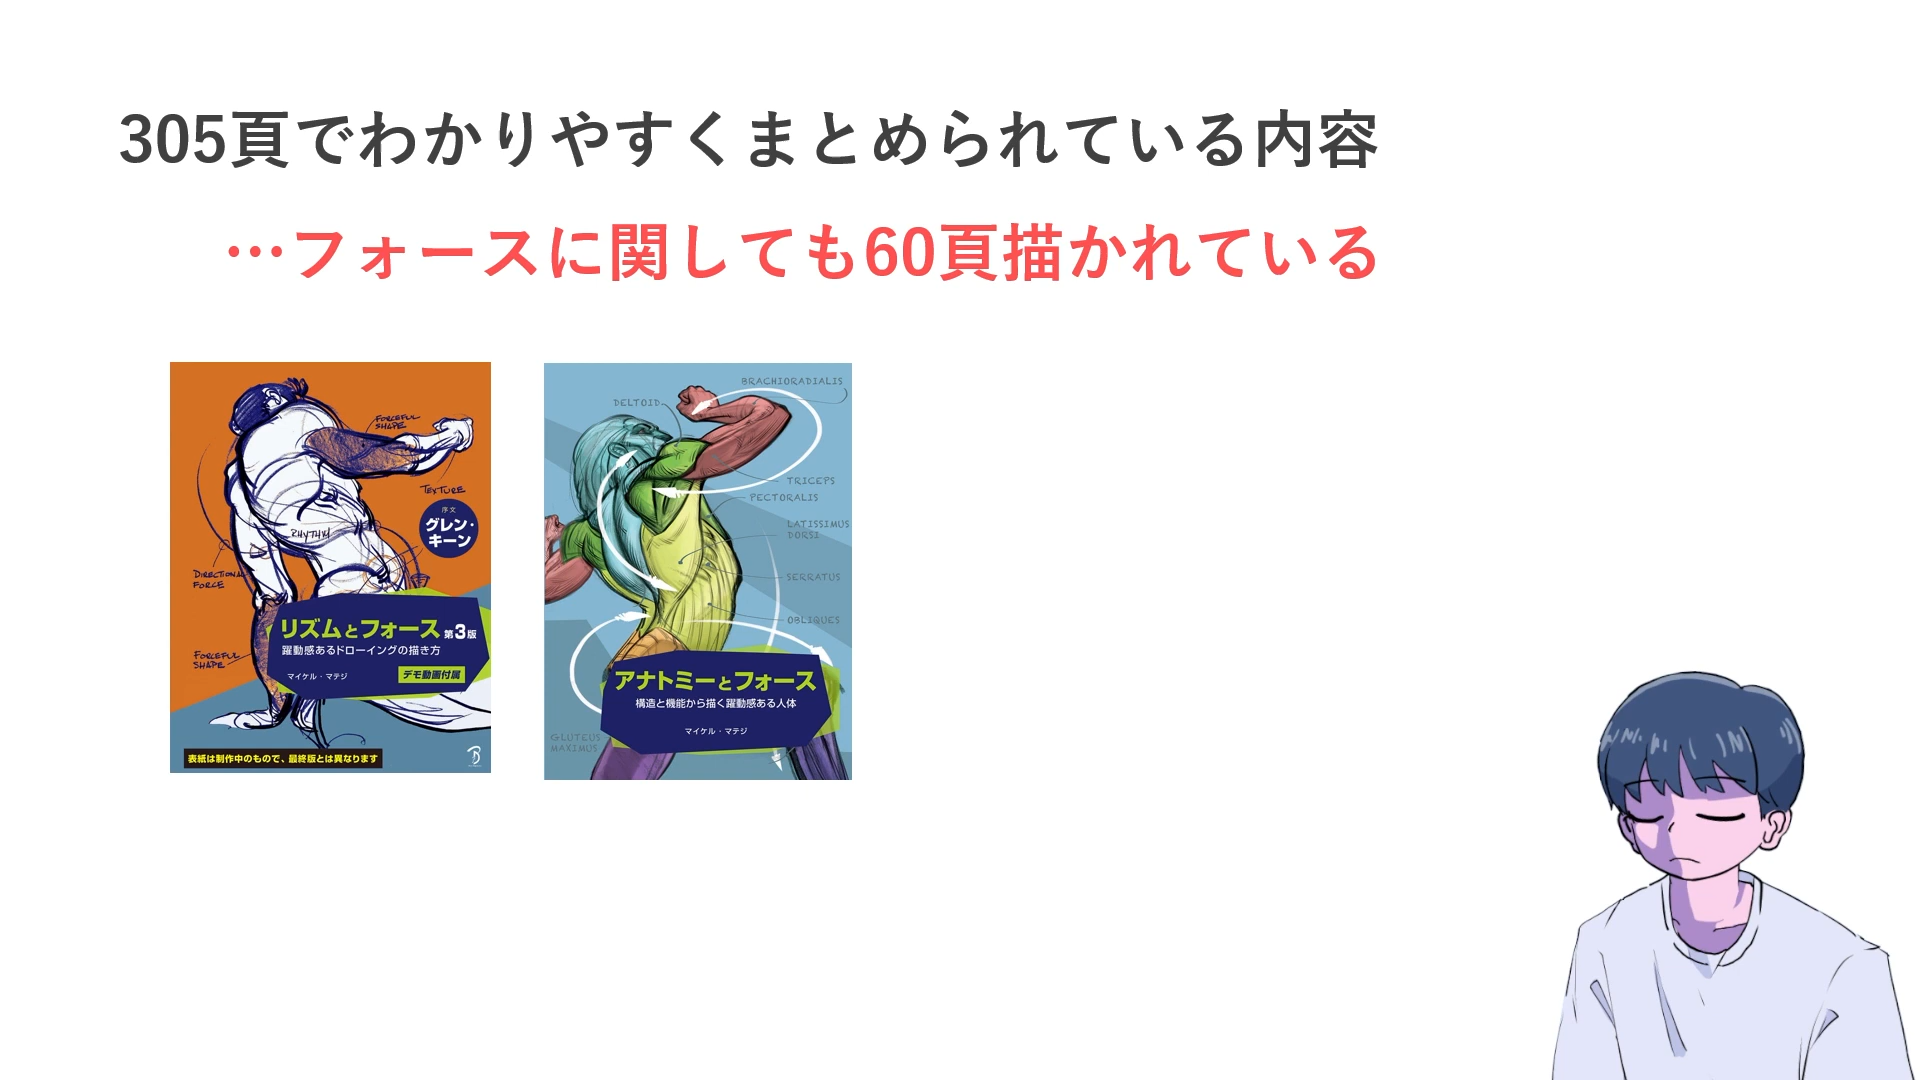 305頁でわかりやすくまとめられている内容
…フォースに関しても60頁描かれている
FORCEFUL
SHAPE
TEXTURE
序文
グレン・
キーン
RHYTHM
DIRECTIONAL
FORCE
リズムとフォース 第3版
躍動感あるドローイングの描き方
マイケル・マテジ
デモ動画付属
FORCEFUL
SHAPE
表紙は制作中のもので、最終版とは異なります
BRACHIORADIALIS
DELTOID
TRICEPS
PECTORALIS
LATISSIMUS
DORSI
SERRATUS
OBLIQUES
アナトミーとフォース
構造と機能から描く躍動感ある人体
マイケル・マテジ
GLUTEUS
MAXIMUS